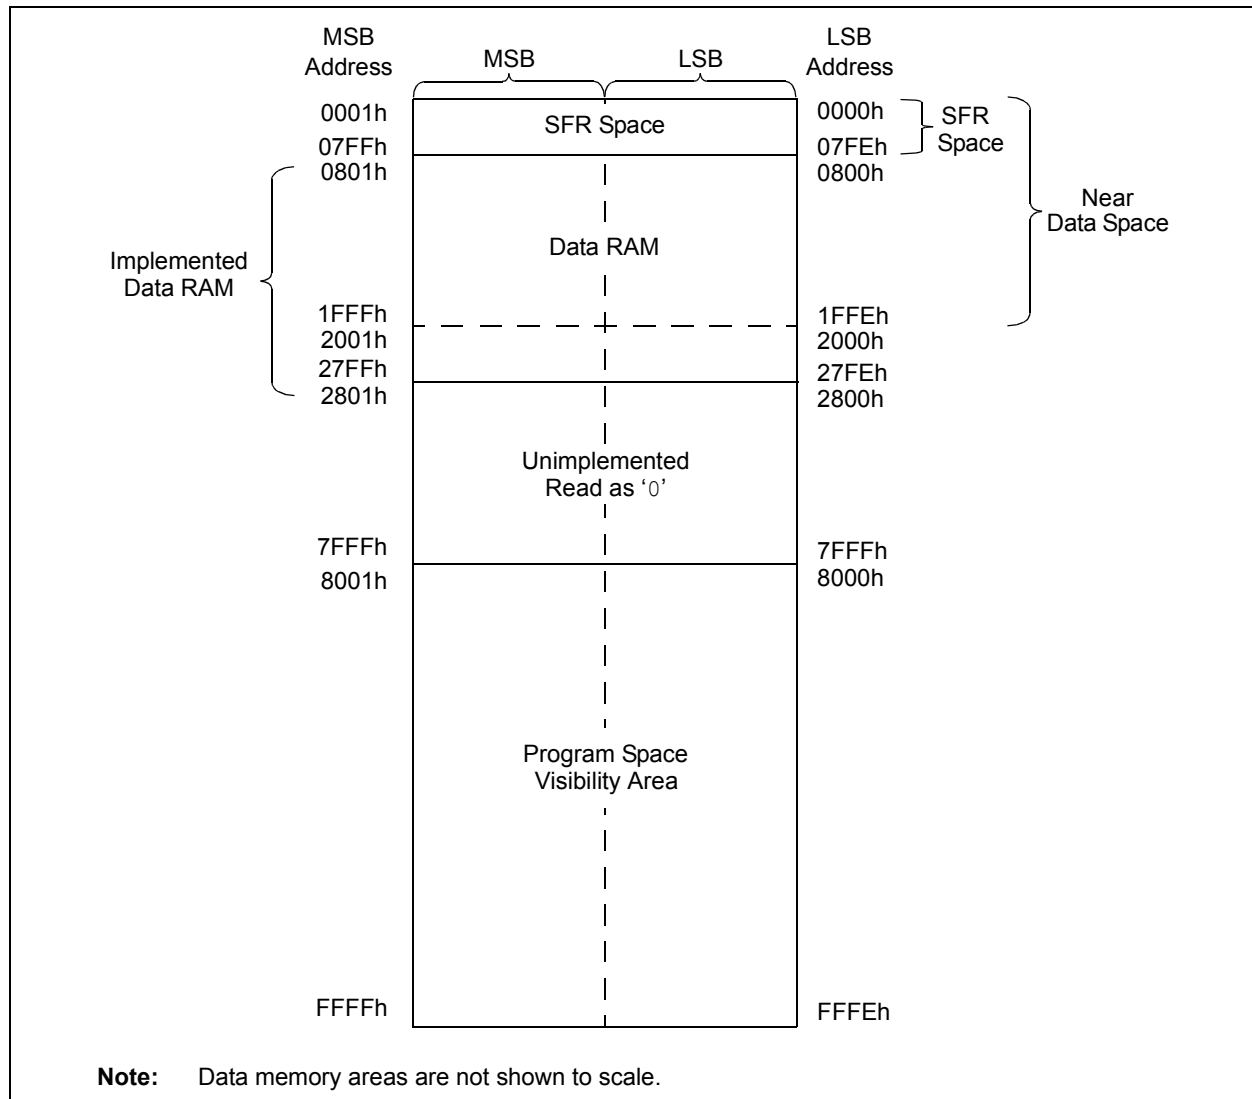 MSB
Address
MSB
LSB
LSB
Address
0001h
SFR Space
0000h
SFR
Space
07FFh
07FEh
0801h
0800h
Near
Data Space
Implemented
Data RAM
Data RAM
1FFFh
1FFEh
2001h
2000h
27FFh
27FEh
2801h
2800h
Unimplemented
Read as ‘0’
7FFFh
7FFFh
8001h
8000h
Program Space
Visibility Area
FFFFh
FFFEh
Note: Data memory areas are not shown to scale.